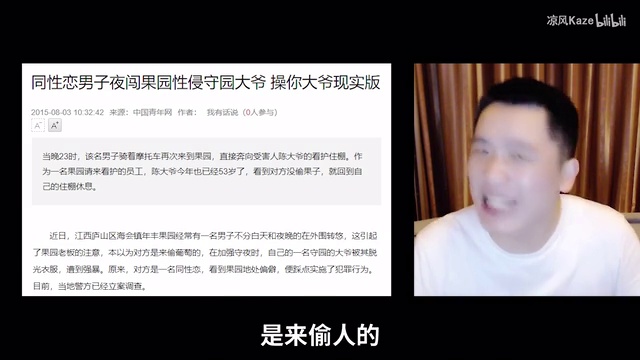 凉风Kaze bilibili
同性恋男子夜闯果园性侵守园大爷 操你大爷现实版
2015-08-03 10:32:42 来源：中国青年网 作者： 我有话说（0人参与）
A- A+
当晚23时，该名男子骑着摩托车再次来到果园，直接奔向受害人陈大爷的看护住棚。作
为一名果园请来看护的员工，陈大爷今年也已经53岁了，看到对方没偷果子，就回到自
己的住棚休息。
近日，江西庐山区海会镇年丰果园经常有一名男子不分白天和夜晚的在外围转悠，这引起
了果园老板的注意，本以为对方是来偷葡萄的，在加强守夜时，自己的一名守园的大爷被其脱
光衣服，遭到强暴。原来，对方是一名同性恋，看到果园地处偏僻，便踩点实施了犯罪行为。
目前，当地警方已经立案调查。
是来偷人的